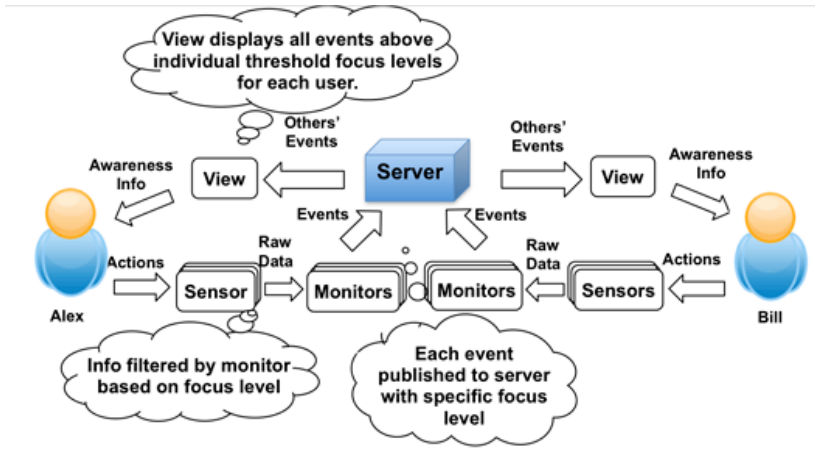 View displays all events above
individual threshold focus levels
for each user.
Others'
Events
Others'
Events
Awareness
Info
View
Server
View
Awareness
Info
Events
Events
Actions
Raw
Data
Raw
Data
Actions
Sensor
Monitors
Monitors
Sensors
Alex
Bill
Info filtered by monitor
based on focus level
Each event
published to server
with specific focus
level